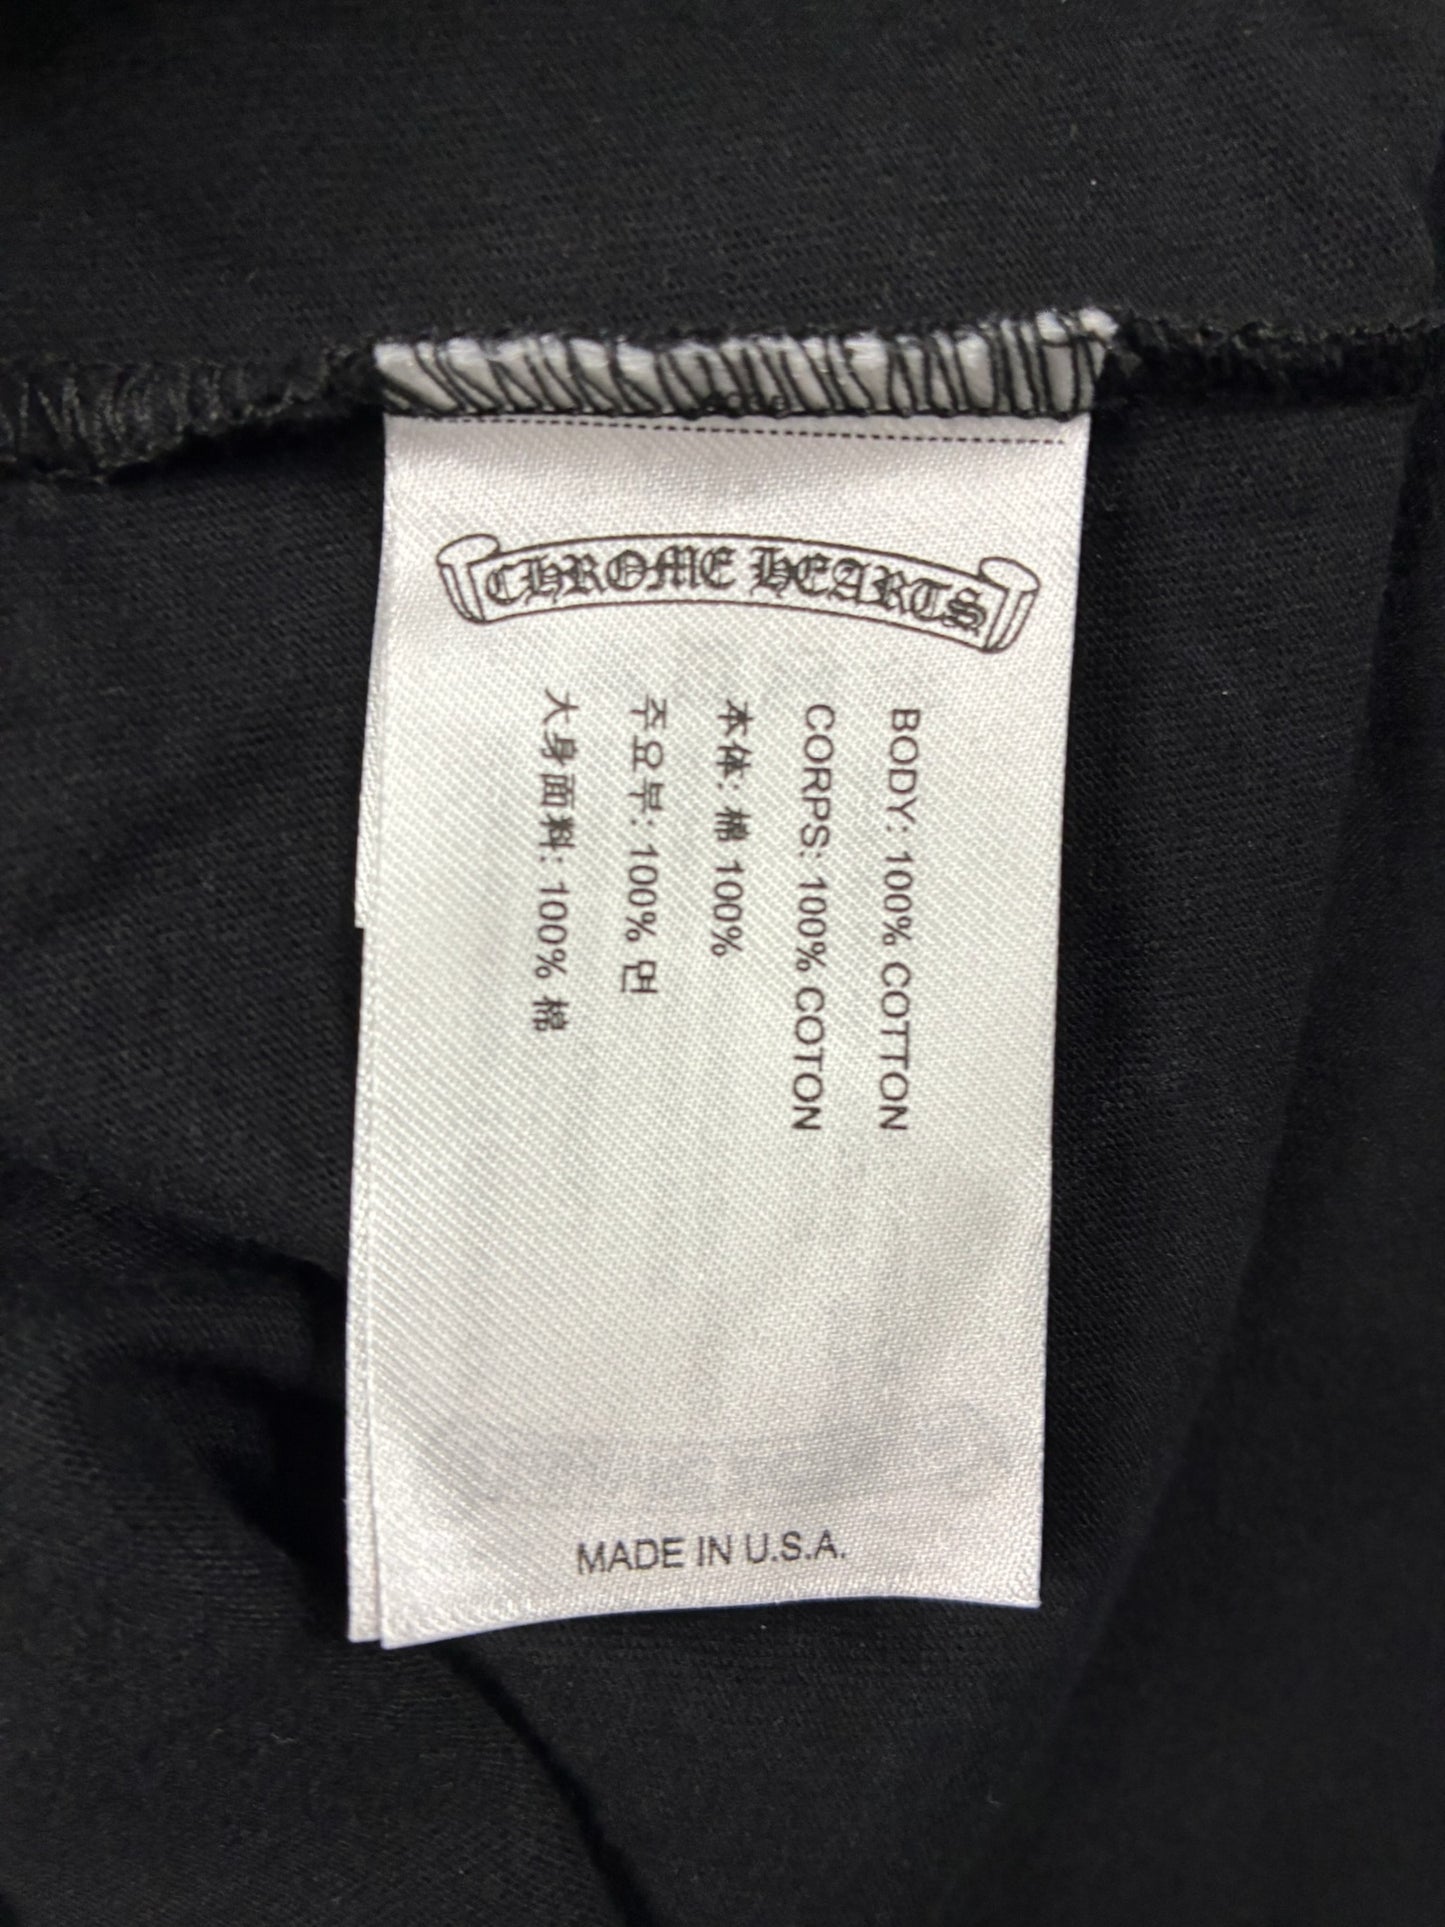 CHROME HEARTS
BODY: 100% COTTON
CORPS: 100% COTON
本体: 棉 100%
주요부: 100% 면
大身面料: 100% 棉
MADE IN U.S.A.